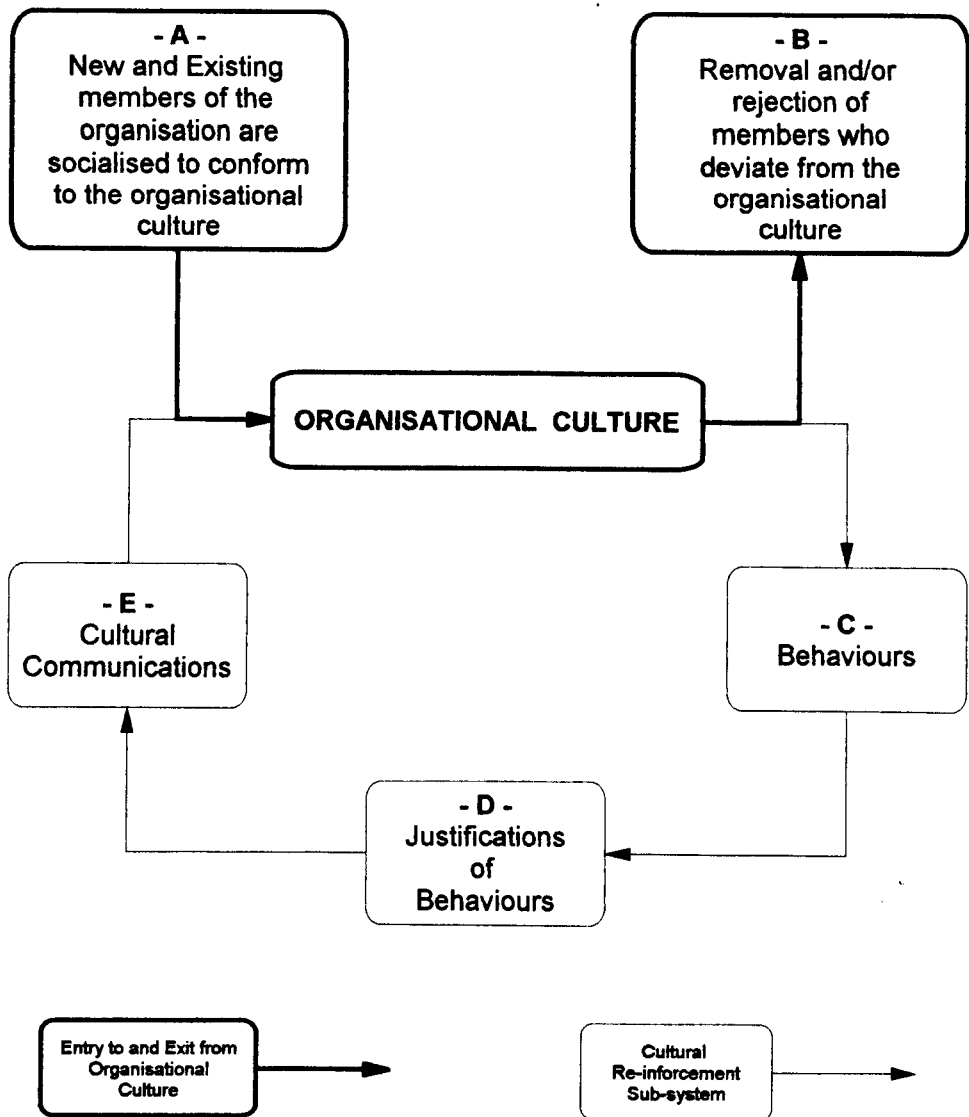 - A -
New and Existing
members of the
organisation are
socialised to conform
to the organisational
culture
- B -
Removal and/or
rejection of
members who
deviate from the
organisational
culture
ORGANISATIONAL CULTURE
- E -
Cultural
Communications
- C -
Behaviours
- D -
Justifications
of
Behaviours
Entry to and Exit from
Organisational
Culture
Cultural
Re-inforcement
Sub-system